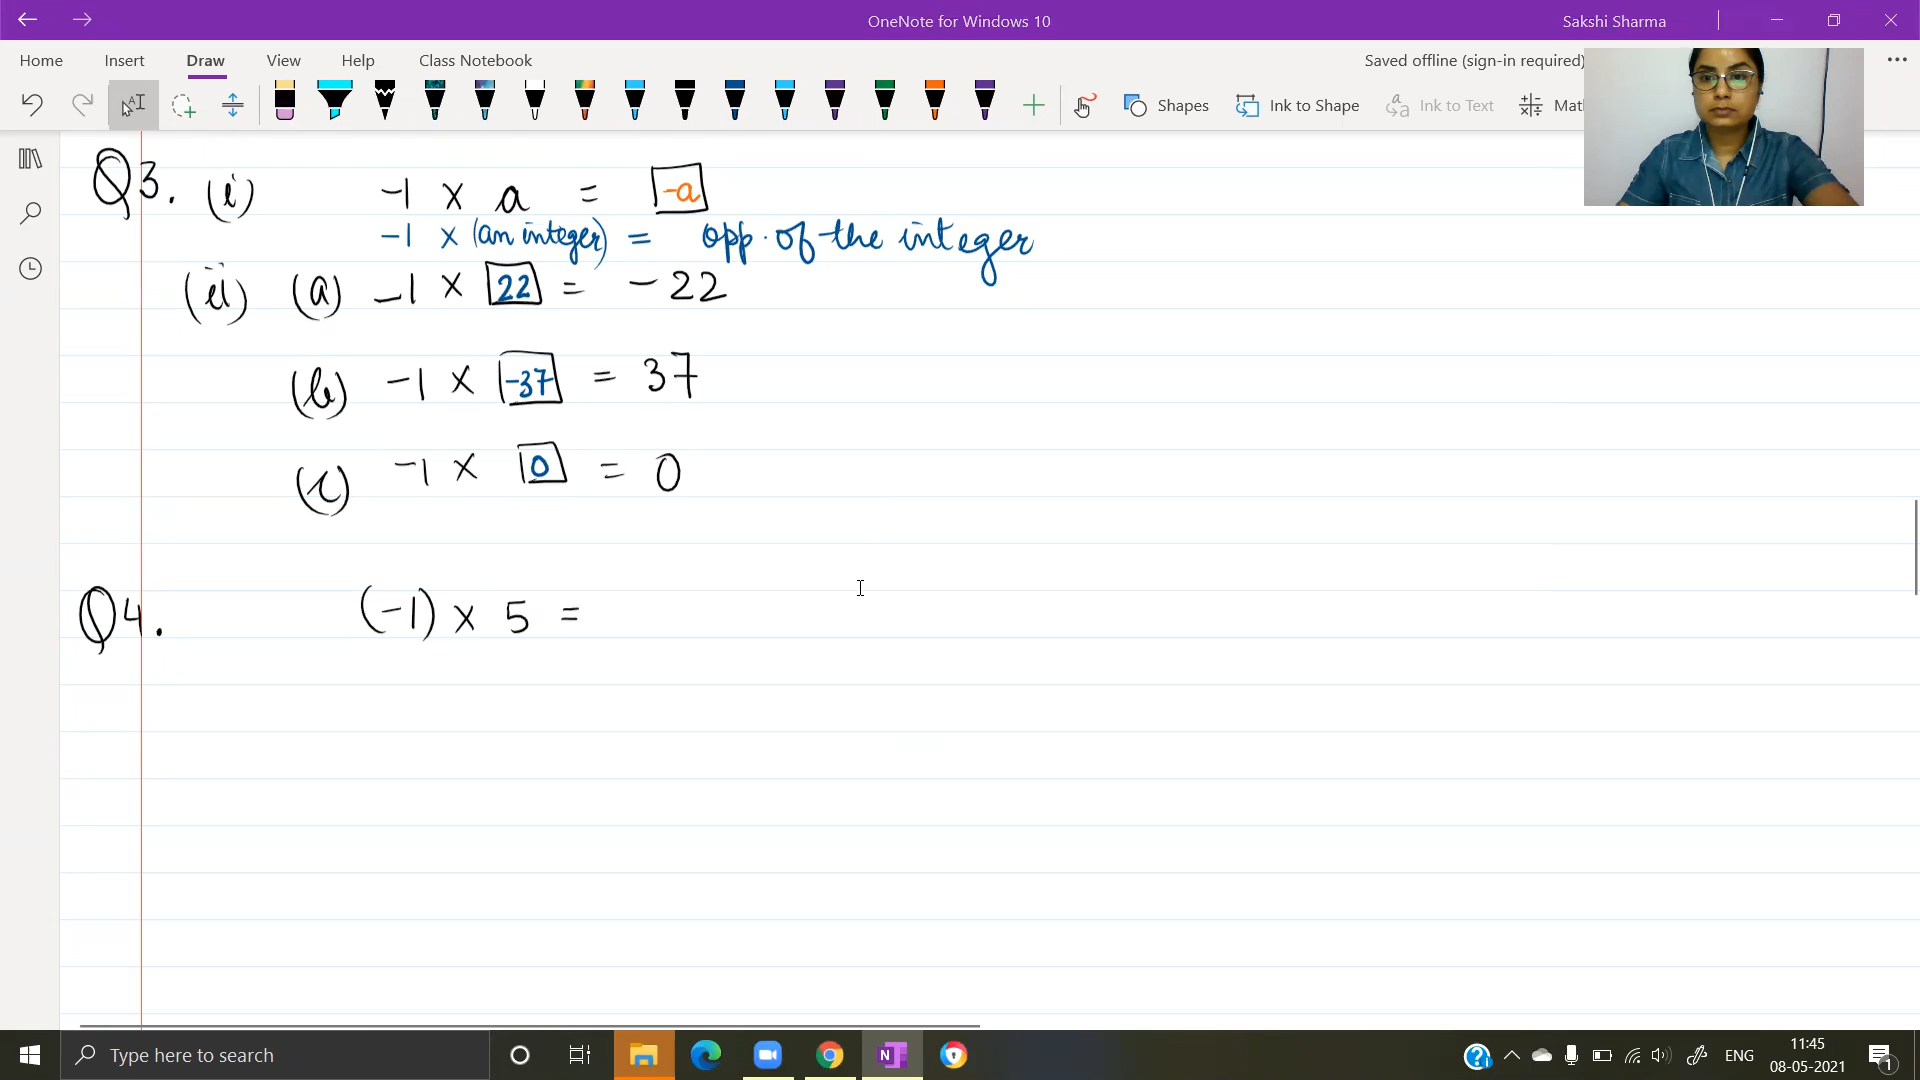 OneNote for Windows 10
Sakshi Sharma
Home Insert Draw View Help Class Notebook
Saved offline (sign-in required)
Shapes Ink to Shape Ink to Text Mat
Q3. (i) -1 × a = -a
-1 × (an integer) = opp. of the integer
(ii) (a) -1 × 22 = -22
(b) -1 × -37 = 37
(c) -1 × 0 = 0
Q4. (-1) × 5 =
Type here to search
ENG
11:45
08-05-2021
1